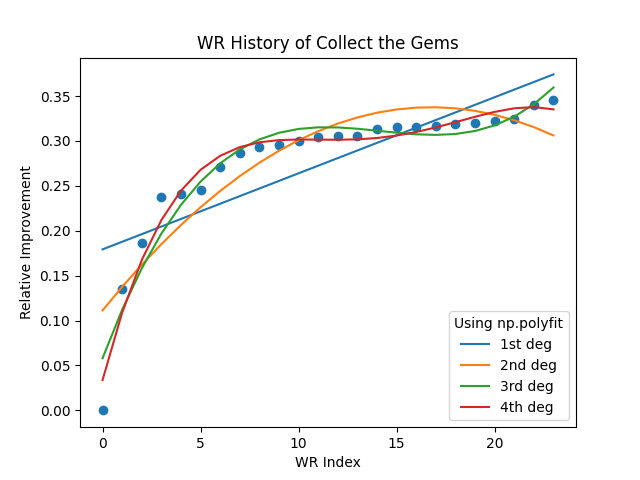 WR History of Collect the Gems
Relative Improvement
0.35
0.30
0.25
0.20
0.15
0.10
0.05
0.00
0 5 10 15 20
WR Index
Using np.polyfit
1st deg
2nd deg
3rd deg
4th deg